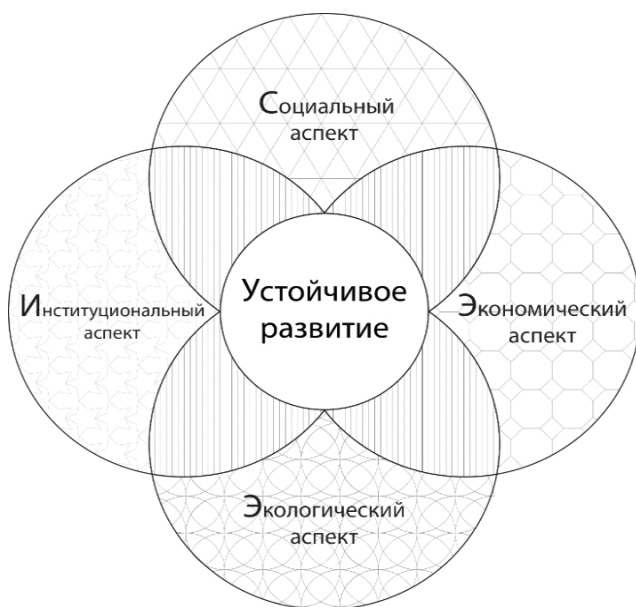 Социальный
аспект
Институциональный
аспект
Устойчивое
развитие
Экономический
аспект
Экологический
аспект